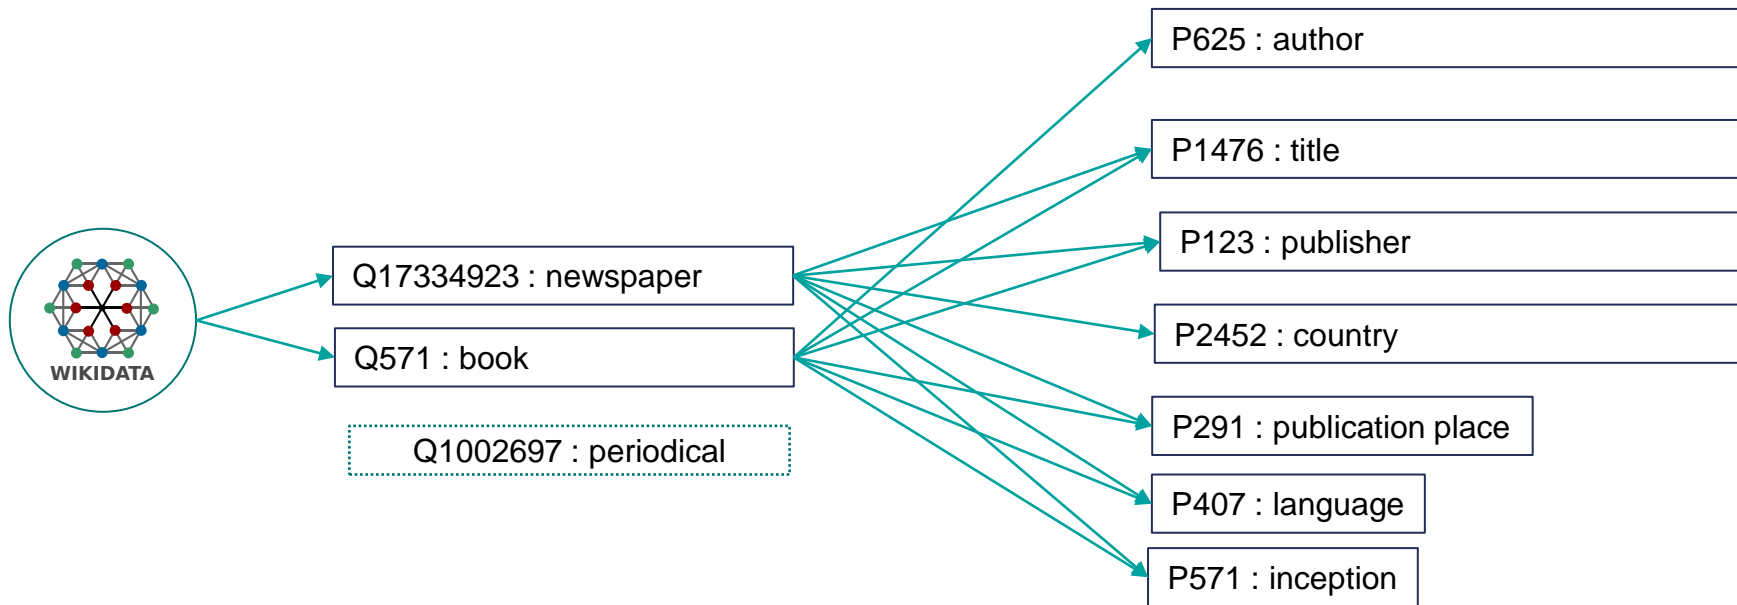 WIKIDATA
Q17334923 : newspaper
Q571 : book
Q1002697 : periodical
P625 : author
P1476 : title
P123 : publisher
P2452 : country
P291 : publication place
P407 : language
P571 : inception